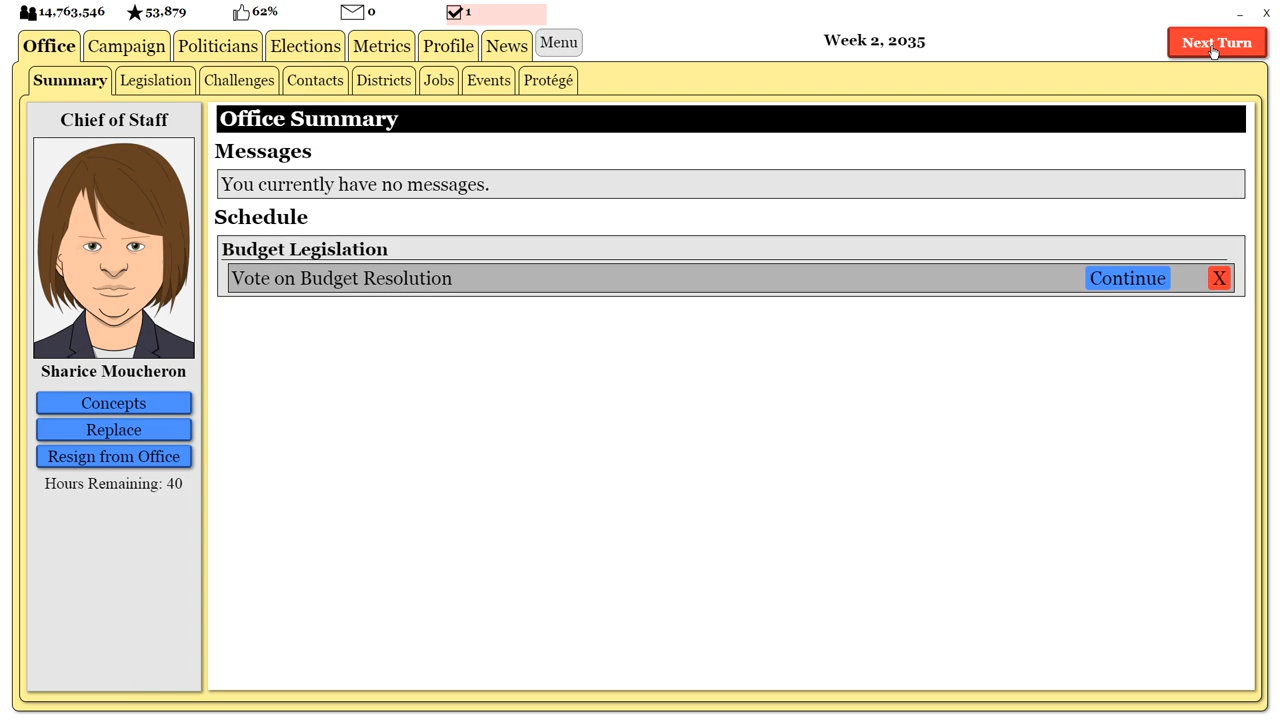 14,763,546 53,879 62% 0 1 _ X
Office Campaign Politicians Elections Metrics Profile News Menu Week 2, 2035 Next Turn
Summary Legislation Challenges Contacts Districts Jobs Events Protégé
Chief of Staff
Sharice Moucheron
Concepts
Replace
Resign from Office
Hours Remaining: 40
Office Summary
Messages
You currently have no messages.
Schedule
Budget Legislation
Vote on Budget Resolution Continue X